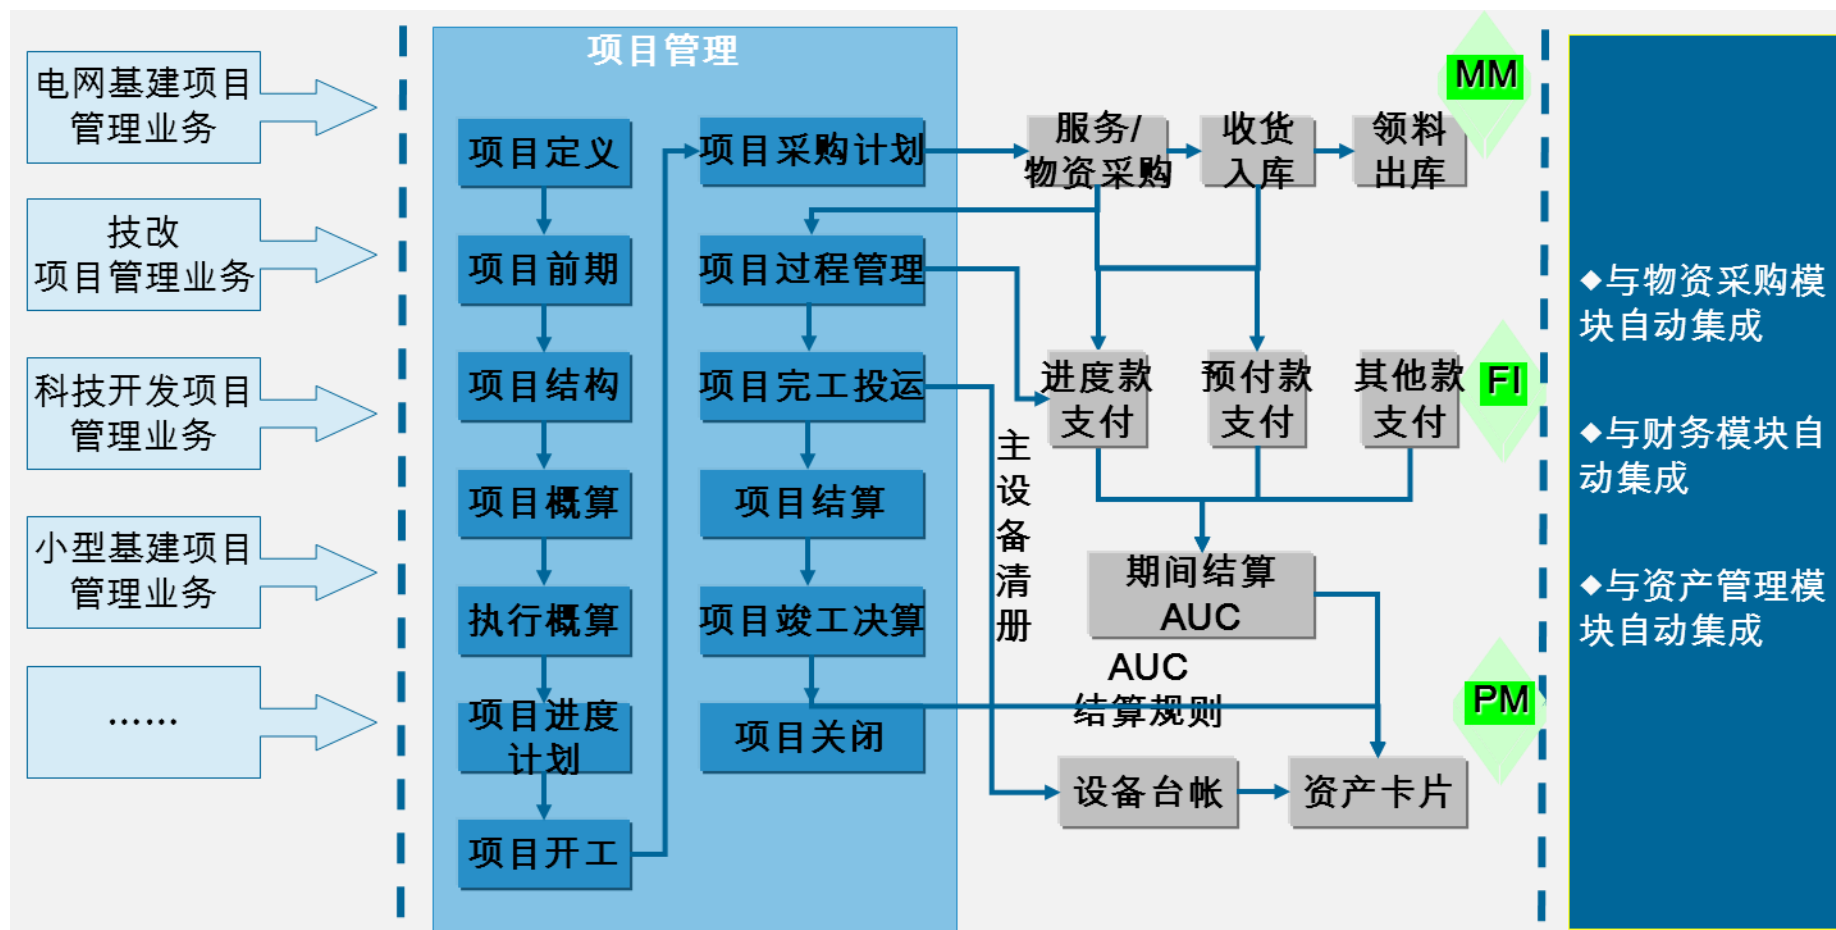 电网基建项目
管理业务
技改
项目管理业务
科技开发项目
管理业务
小型基建项目
管理业务
······
项目管理
项目定义
项目前期
项目结构
项目概算
执行概算
项目进度
计划
项目开工
项目采购计划
项目过程管理
项目完工投运
项目结算
项目竣工决算
项目关闭
服务/
物资采购
收货
入库
领料
出库
MM
进度款
支付
预付款
支付
其他款
支付
FI
主
设
备
清
册
期间结算
AUC
AUC
结算规则
PM
设备台帐
资产卡片
◆与物资采购模
块自动集成
◆与财务模块自
动集成
◆与资产管理模
块自动集成